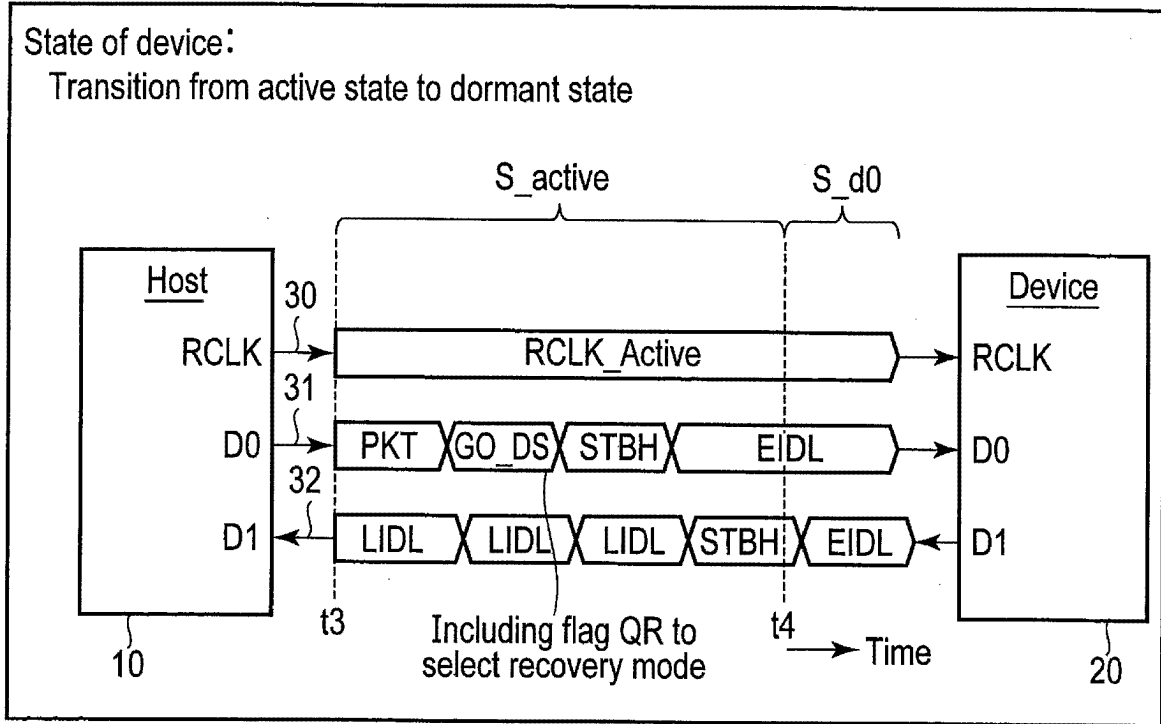 State of device:
Transition from active state to dormant state
S_active
S_d0
Host
Device
30
RCLK
RCLK_Active
RCLK
31
D0
PKT
GO_DS
STBH
EIDL
D0
32
D1
LIDL
LIDL
LIDL
STBH
EIDL
D1
t3
Including flag QR to
select recovery mode
t4
Time
10
20